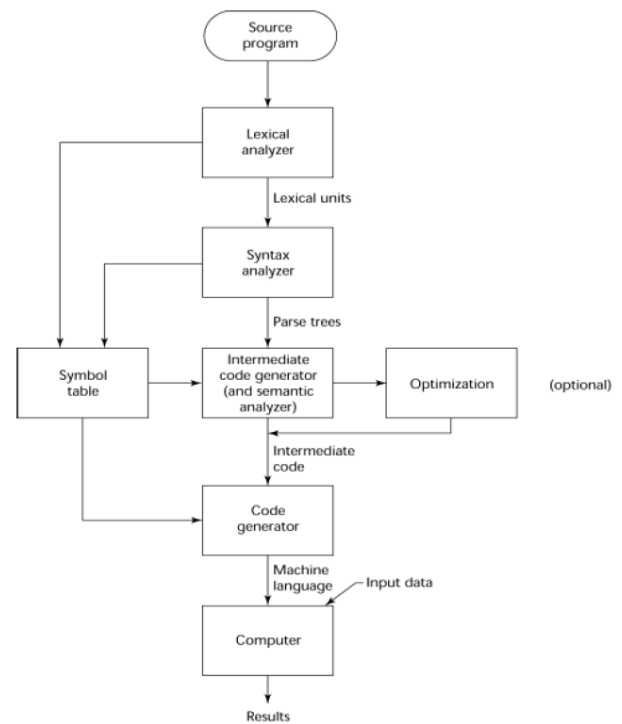 Source
program
Lexical
analyzer
Lexical units
Syntax
analyzer
Parse trees
Symbol
table
Intermediate
code generator
(and semantic
analyzer)
Optimization
(optional)
Intermediate
code
Code
generator
Machine
language
Input data
Computer
Results